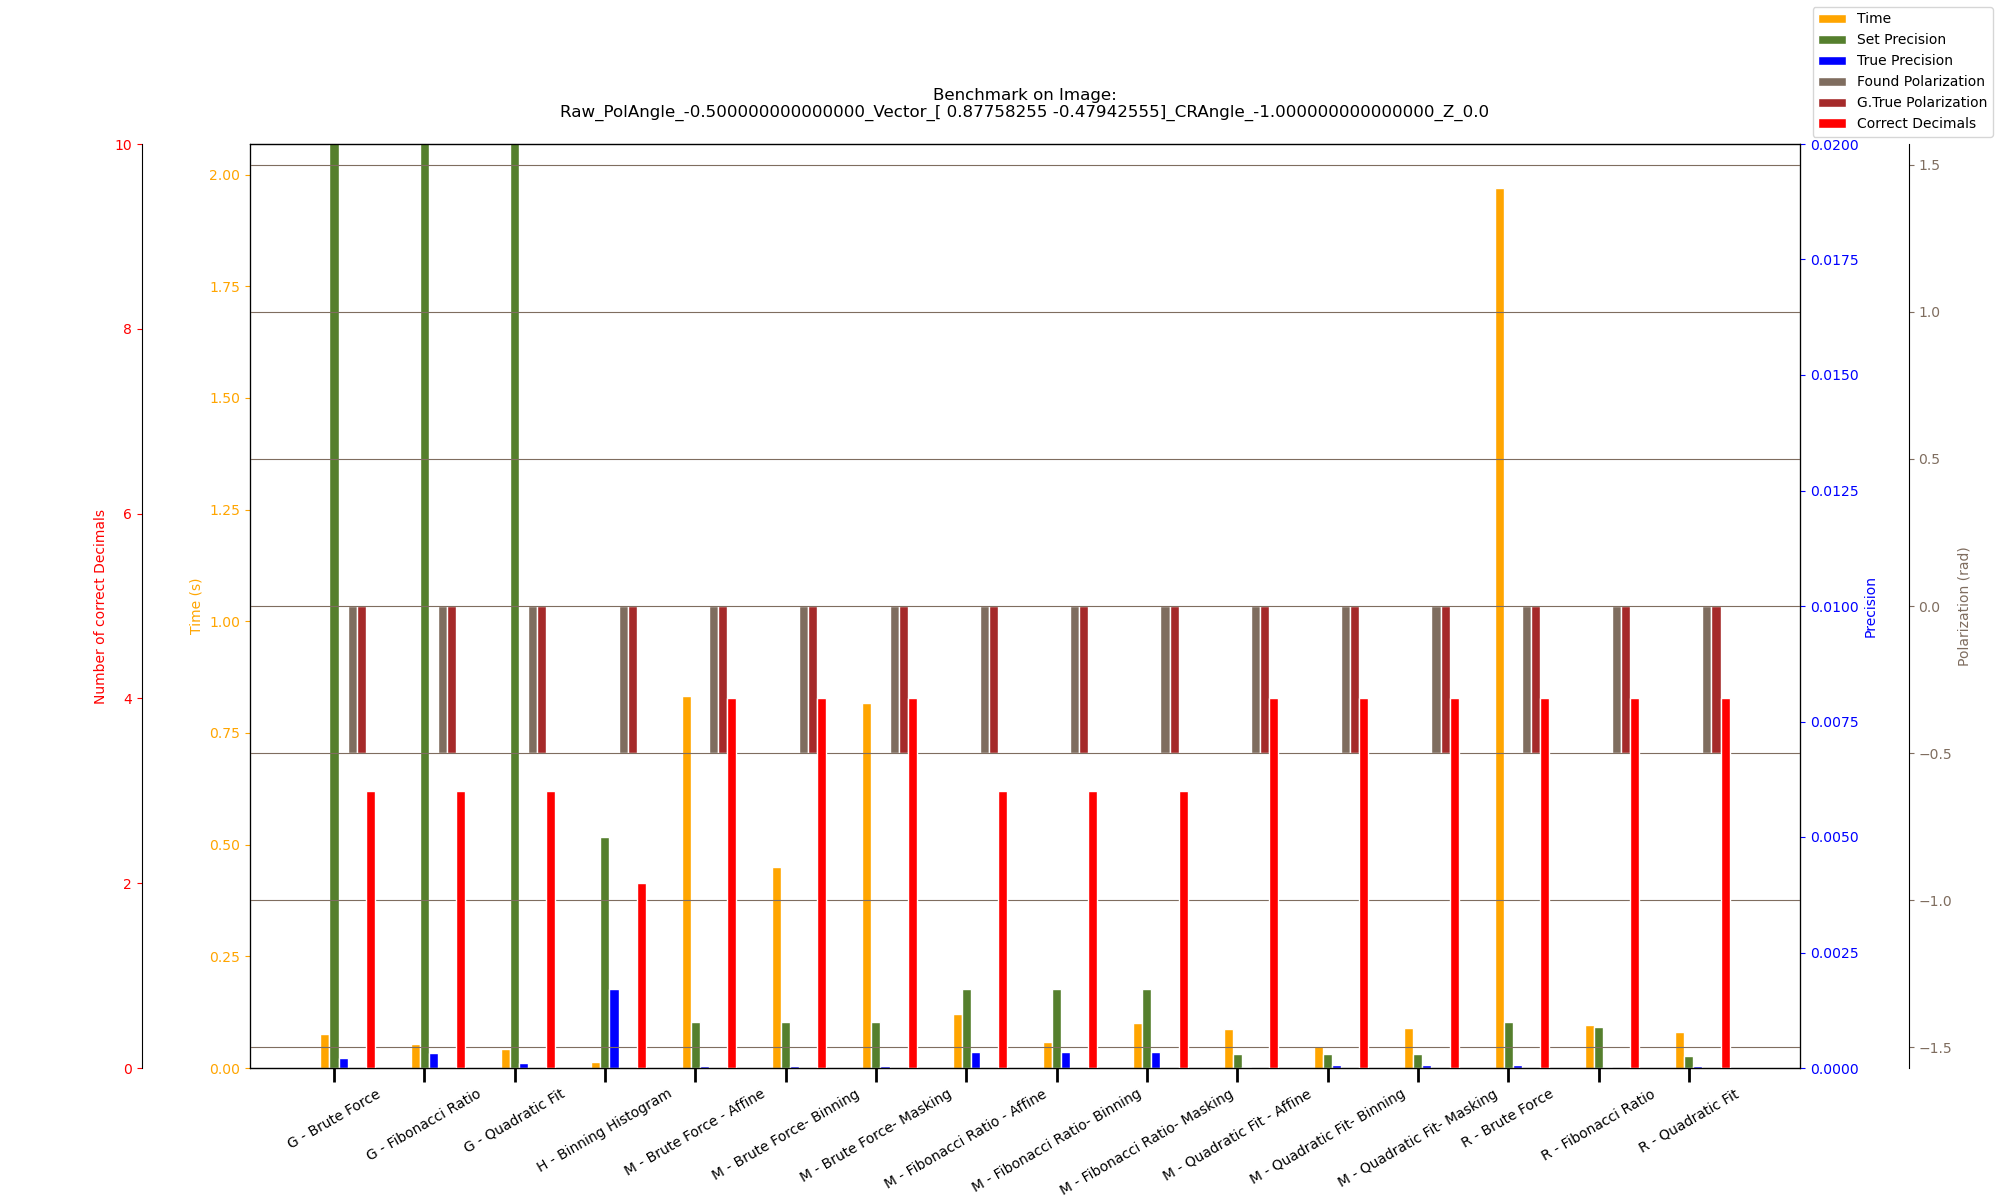 Time
Set Precision
True Precision
Found Polarization
G.True Polarization
Correct Decimals
Benchmark on Image:
Raw_PolAngle_-0.500000000000000_Vector_[ 0.87758255 -0.47942555]_CRAngle_-1.000000000000000_Z_0.0
Number of correct Decimals
10
8
6
4
2
0
Time (s)
2.00
1.75
1.50
1.25
1.00
0.75
0.50
0.25
0.00
0.0200
0.0175
0.0150
0.0125
0.0100
0.0075
0.0050
0.0025
0.0000
Precision
1.5
1.0
0.5
0.0
−0.5
−1.0
−1.5
Polarization (rad)
G - Brute Force
G - Fibonacci Ratio
G - Quadratic Fit
H - Binning Histogram
M - Brute Force - Affine
M - Brute Force- Binning
M - Brute Force- Masking
M - Fibonacci Ratio - Affine
M - Fibonacci Ratio- Binning
M - Fibonacci Ratio- Masking
M - Quadratic Fit - Affine
M - Quadratic Fit- Binning
M - Quadratic Fit- Masking
R - Brute Force
R - Fibonacci Ratio
R - Quadratic Fit